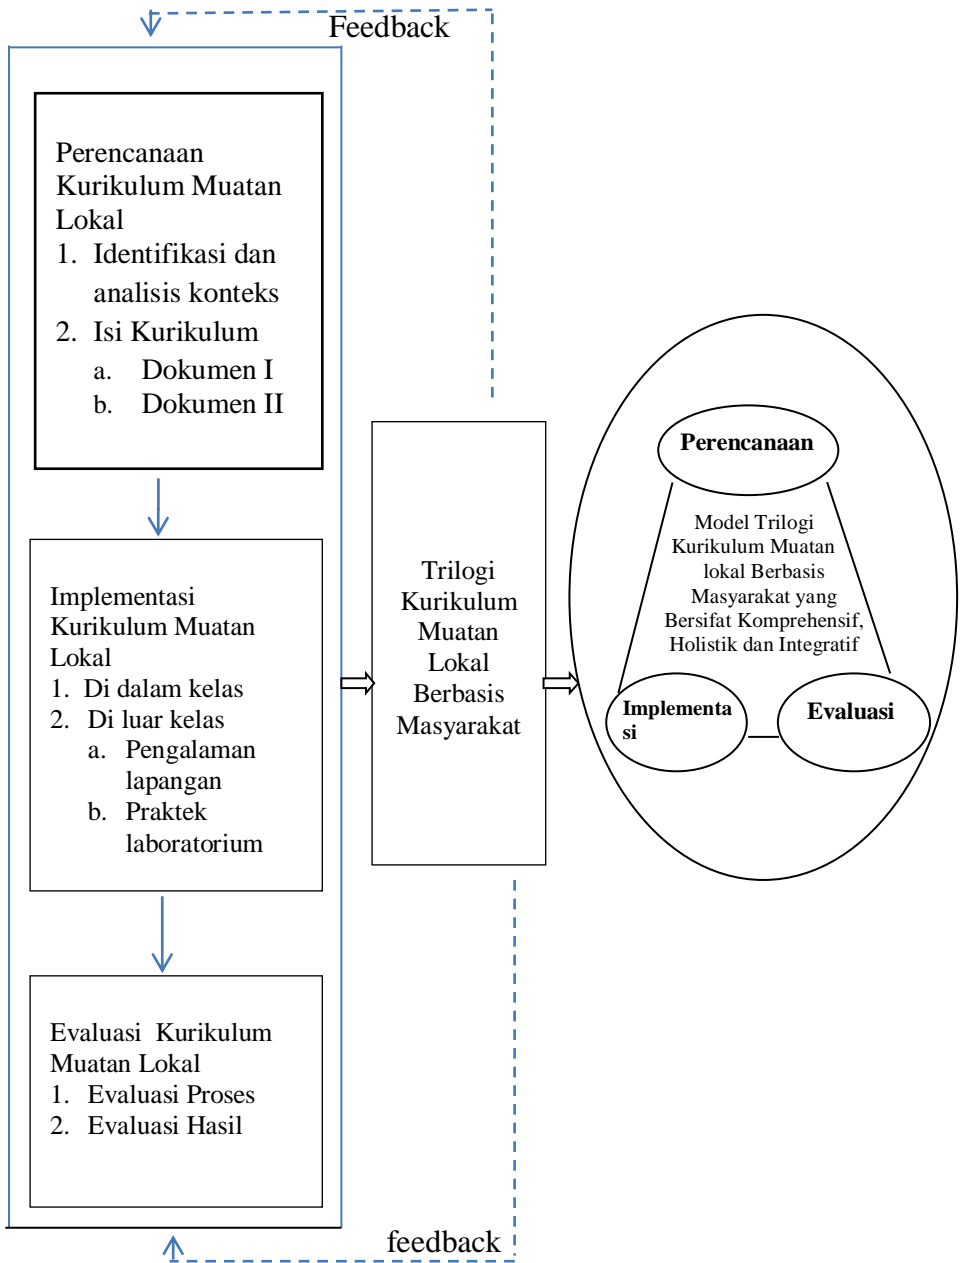 Feedback
Perencanaan
Kurikulum Muatan
Lokal
1. Identifikasi dan
analisis konteks
2. Isi Kurikulum
a. Dokumen I
b. Dokumen II
Implementasi
Kurikulum Muatan
Lokal
1. Di dalam kelas
2. Di luar kelas
a. Pengalaman
lapangan
b. Praktek
laboratorium
Evaluasi Kurikulum
Muatan Lokal
1. Evaluasi Proses
2. Evaluasi Hasil
Trilogi
Kurikulum
Muatan
Lokal
Berbasis
Masyarakat
Perencanaan
Model Trilogi
Kurikulum Muatan
lokal Berbasis
Masyarakat yang
Bersifat Komprehensif,
Holistik dan Integratif
Implementa
si
Evaluasi
feedback